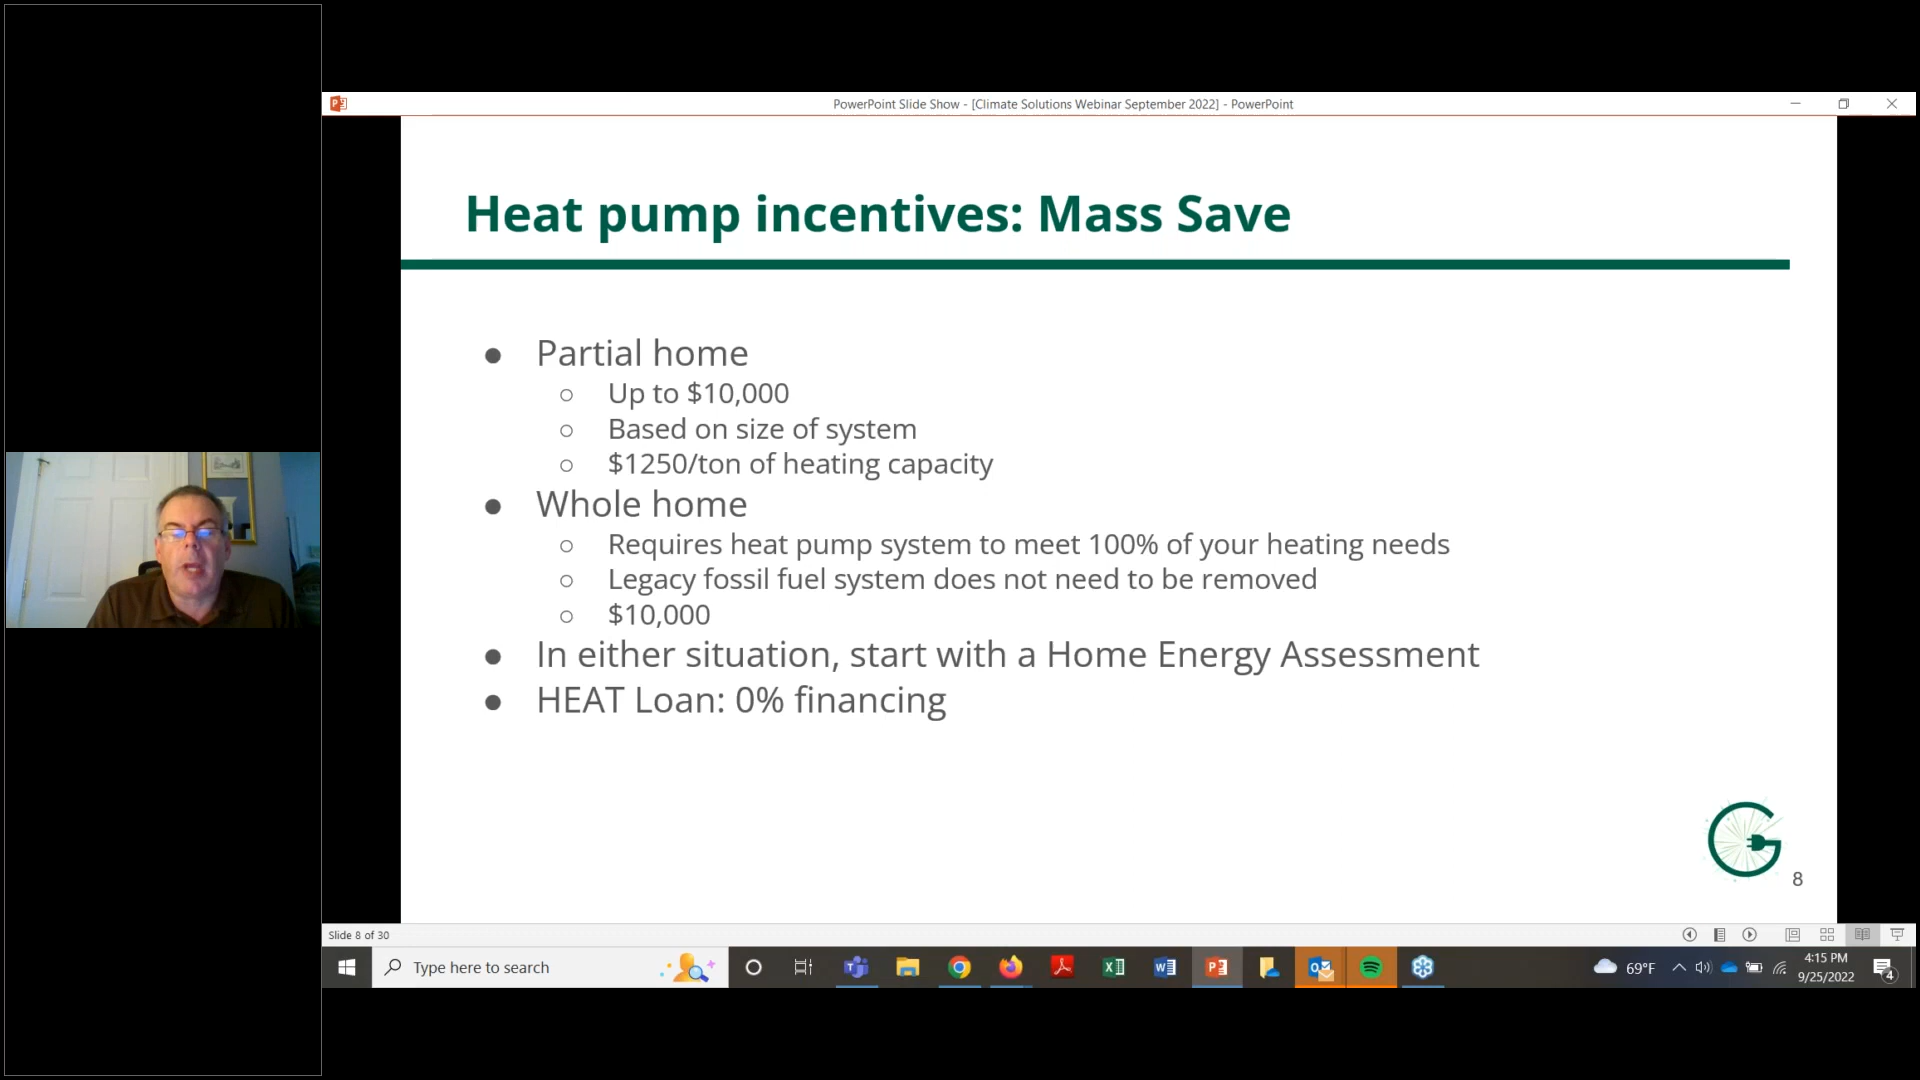 PowerPoint Slide Show - [Climate Solutions Webinar September 2022] - PowerPoint
Heat pump incentives: Mass Save
● Partial home
○ Up to $10,000
○ Based on size of system
○ $1250/ton of heating capacity
● Whole home
○ Requires heat pump system to meet 100% of your heating needs
○ Legacy fossil fuel system does not need to be removed
○ $10,000
● In either situation, start with a Home Energy Assessment
● HEAT Loan: 0% financing
8
Slide 8 of 30
Type here to search
69°F
4:15 PM
9/25/2022
4